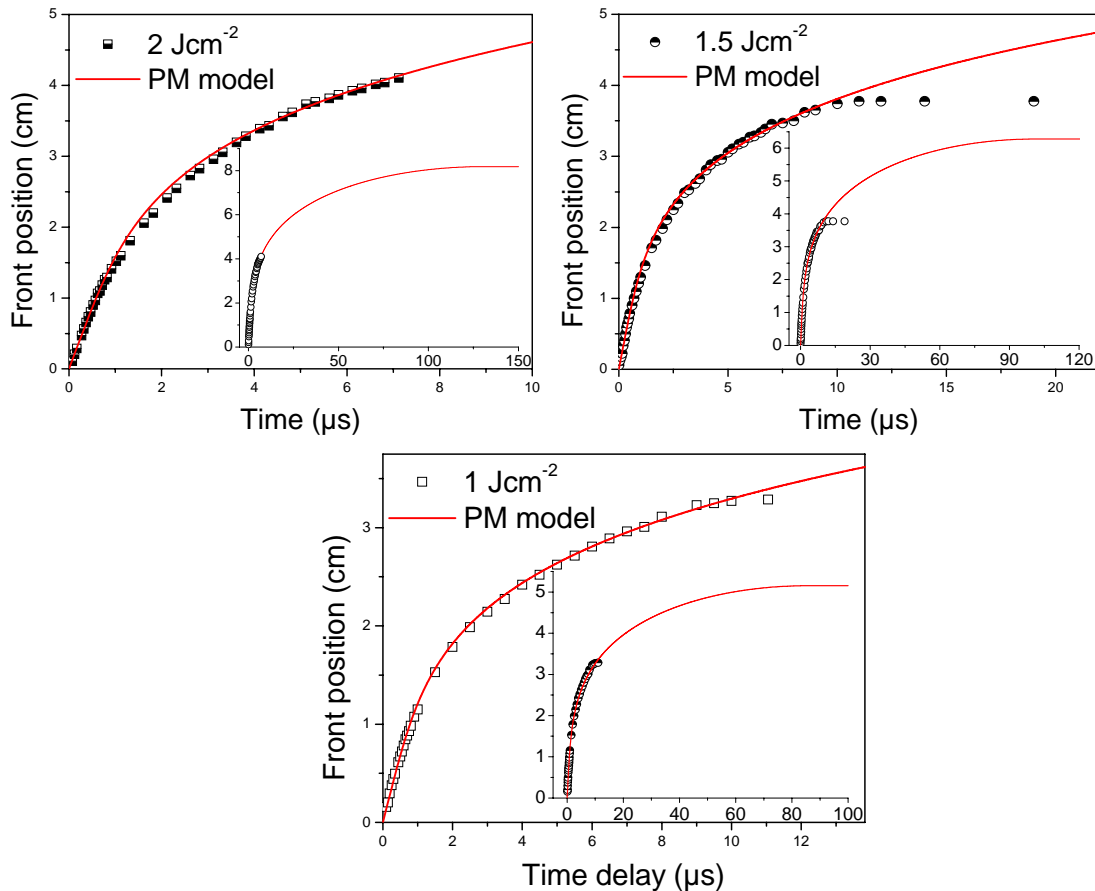 2 Jcm-2
PM model
Front position (cm)
5
4
3
2
1
0
0 2 4 6 8 10
Time (µs)
8
6
4
2
0
0 50 100 150
1.5 Jcm-2
PM model
Front position (cm)
5
4
3
2
1
0
0 5 10 15 20
Time (µs)
6
5
4
3
2
1
0
0 30 60 90 120
1 Jcm-2
PM model
Front position (cm)
3
2
1
0
0 2 4 6 8 10 12
Time delay (µs)
5
4
3
2
1
0
0 20 40 60 80 100